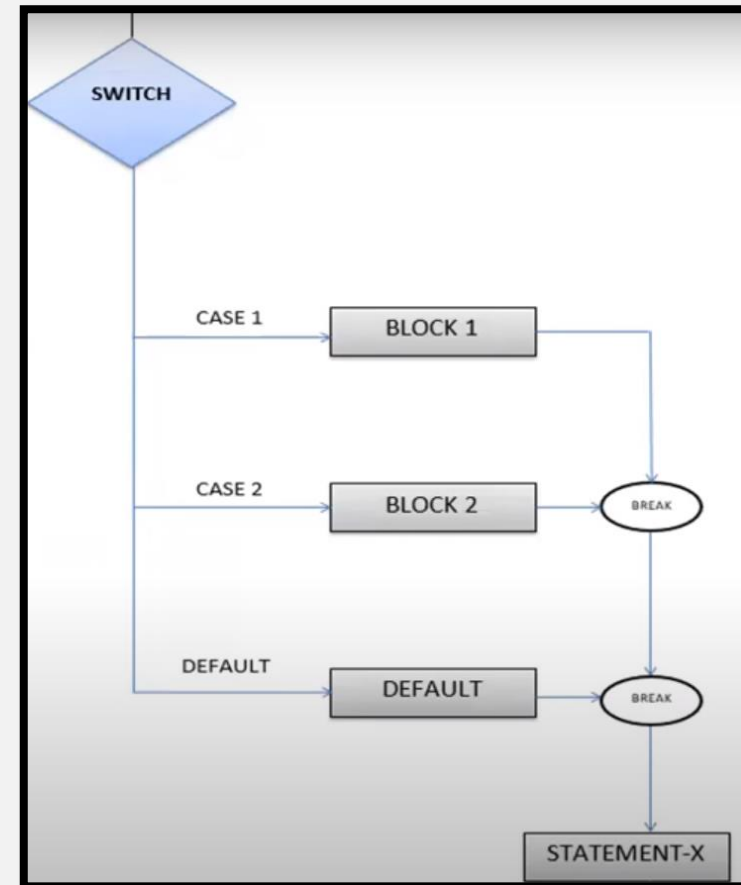 SWITCH
CASE 1
BLOCK 1
CASE 2
BLOCK 2
BREAK
DEFAULT
DEFAULT
BREAK
STATEMENT-X